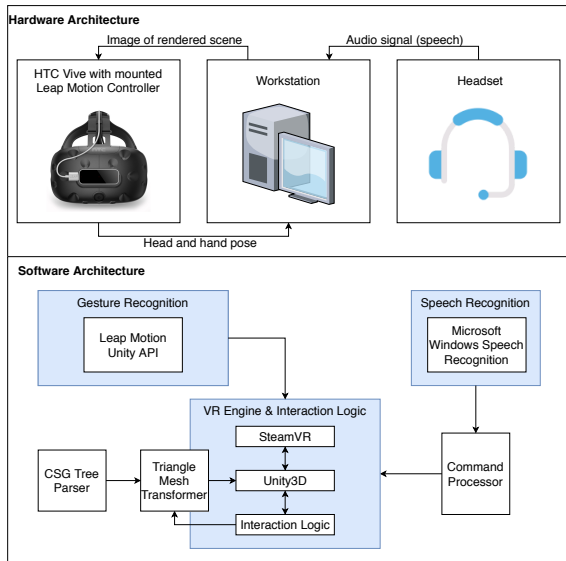 Hardware Architecture
Image of rendered scene
Audio signal (speech)
HTC Vive with mounted
Leap Motion Controller
Workstation
Headset
Head and hand pose
Software Architecture
Gesture Recognition
Leap Motion
Unity API
Speech Recognition
Microsoft
Windows Speech
Recognition
VR Engine & Interaction Logic
SteamVR
CSG Tree
Parser
Triangle
Mesh
Transformer
Unity3D
Command
Processor
Interaction Logic